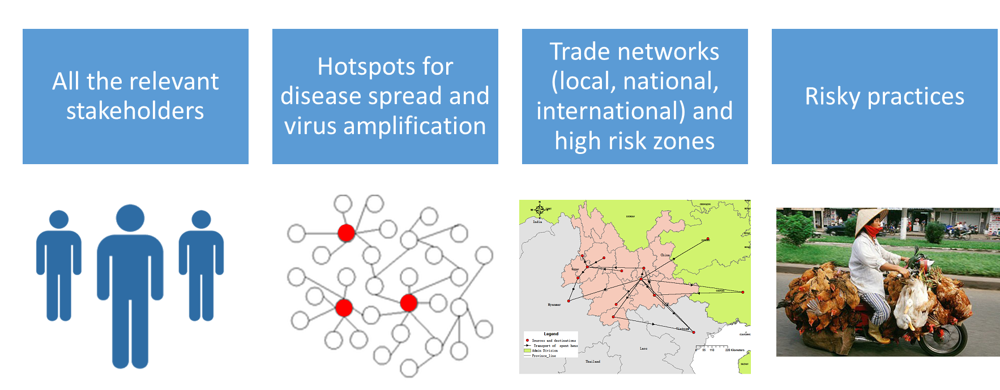 All the relevant
stakeholders
Hotspots for
disease spread and
virus amplification
Trade networks
(local, national,
international) and
high risk zones
Risky practices
N
W
India
SICHUAN
CHONGQING
China
Myanmar
Vietnam
Laos
Thailand
Legend
Sources and destinations
Transport of spent hens
Admin Division
Province_line
0 55 110 220 Kilometers